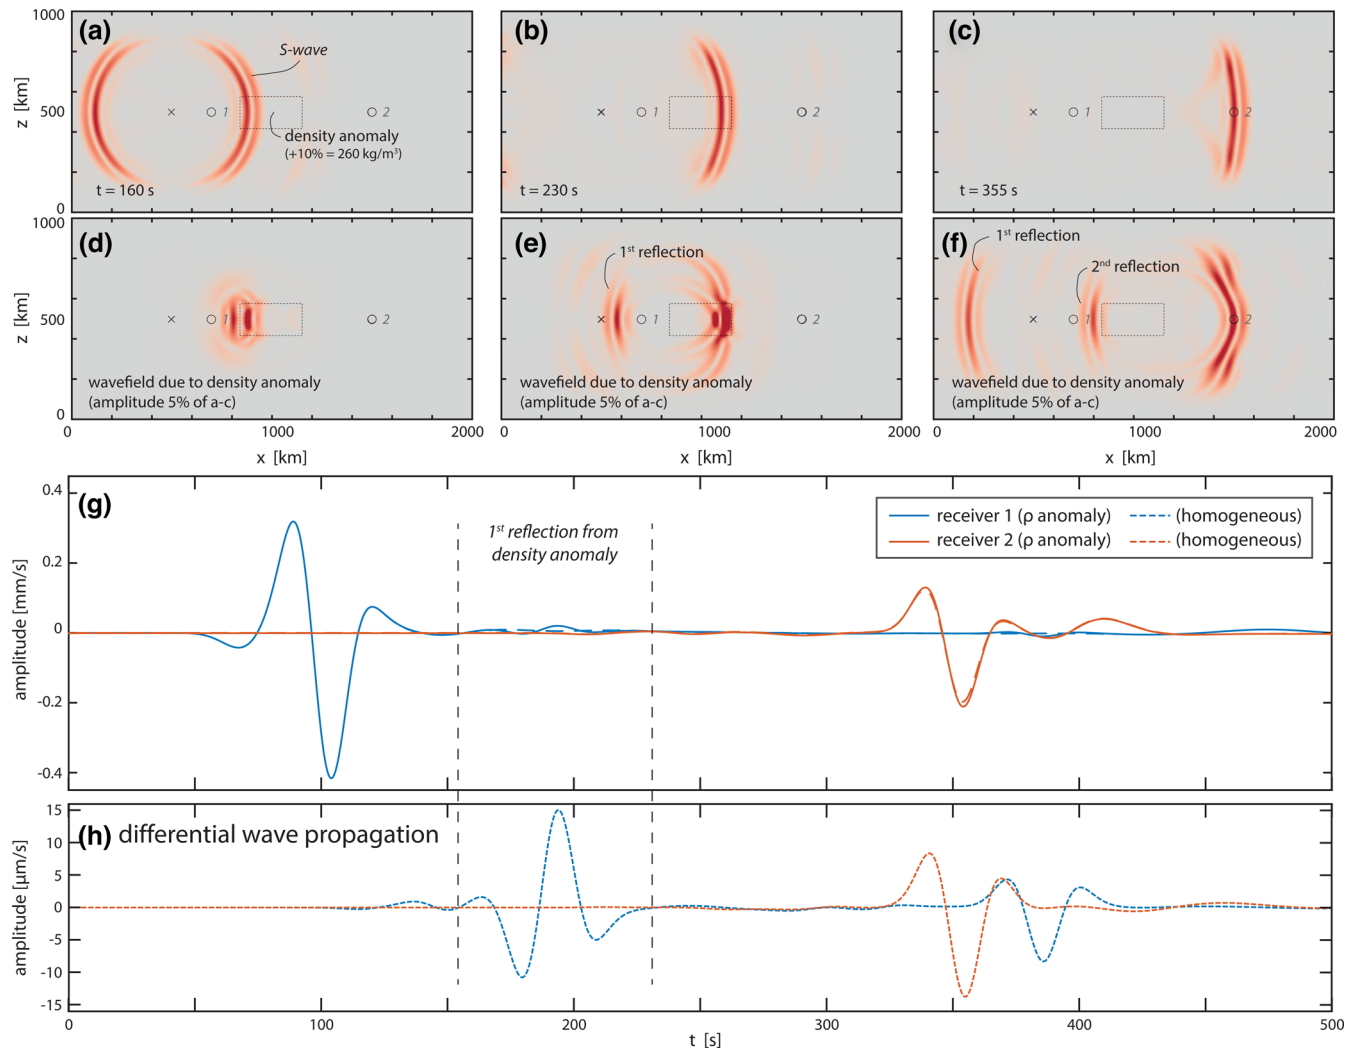 (a)
S-wave
1
2
density anomaly
(+10% = 260 kg/m³)
t = 160 s
1000
500
0
z [km]
(b)
1
2
t = 230 s
(c)
1
2
t = 355 s
(d)
1
2
wavefield due to density anomaly
(amplitude 5% of a-c)
1000
500
0
z [km]
0
1000
2000
x [km]
(e)
1st reflection
1
2
wavefield due to density anomaly
(amplitude 5% of a-c)
1000
2000
x [km]
(f)
1st reflection
2nd reflection
1
2
wavefield due to density anomaly
(amplitude 5% of a-c)
0
1000
2000
x [km]
(g)
1st reflection from
density anomaly
receiver 1 (ρ anomaly)
(homogeneous)
receiver 2 (ρ anomaly)
(homogeneous)
0.4
0.2
0
-0.2
-0.4
amplitude [mm/s]
(h) differential wave propagation
15
10
5
0
-5
-10
-15
amplitude [µm/s]
0
100
200
300
400
500
t [s]